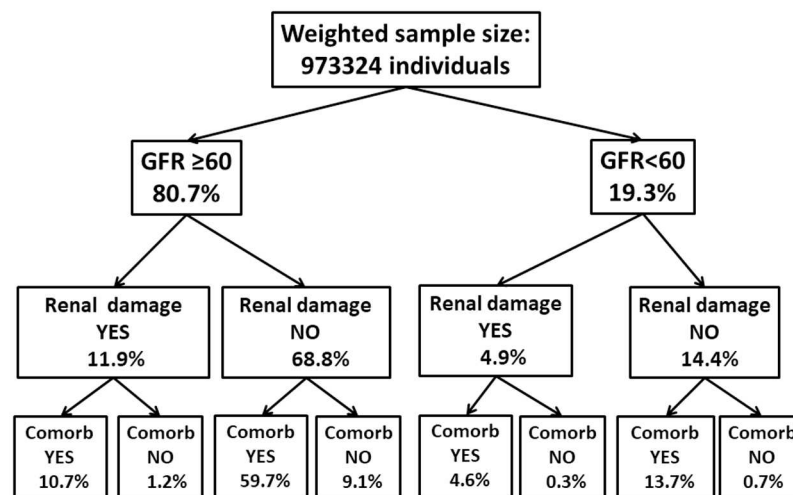 Weighted sample size:
973324 individuals
GFR ≥60
80.7%
GFR<60
19.3%
Renal damage
YES
11.9%
Renal damage
NO
68.8%
Renal damage
YES
4.9%
Renal damage
NO
14.4%
Comorb
YES
10.7%
Comorb
NO
1.2%
Comorb
YES
59.7%
Comorb
NO
9.1%
Comorb
YES
4.6%
Comorb
NO
0.3%
Comorb
YES
13.7%
Comorb
NO
0.7%